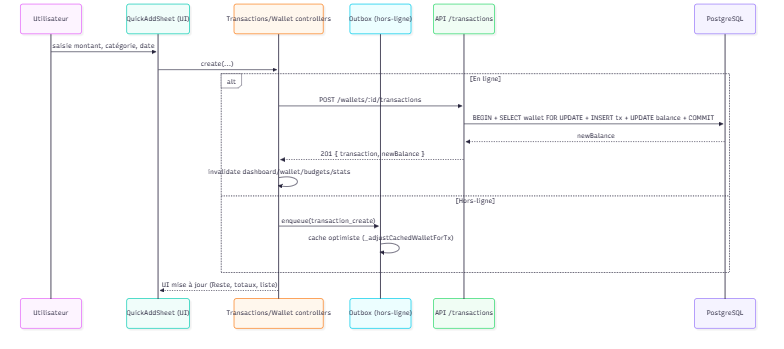 Utilisateur
QuickAddSheet (UI)
Transactions/Wallet controllers
Outbox (hors-ligne)
API /transactions
PostgreSQL
saisie montant, catégorie, date
create(...)
alt
[En ligne]
POST /wallets/:id/transactions
BEGIN + SELECT wallet FOR UPDATE + INSERT tx + UPDATE balance + COMMIT
newBalance
201 { transaction, newBalance }
invalidate dashboard/wallet/budgets/stats
[Hors-ligne]
enqueue(transaction_create)
cache optimiste (_adjustCachedWalletForTx)
UI mise à jour (Reste, totaux, liste)
Utilisateur
QuickAddSheet (UI)
Transactions/Wallet controllers
Outbox (hors-ligne)
API /transactions
PostgreSQL